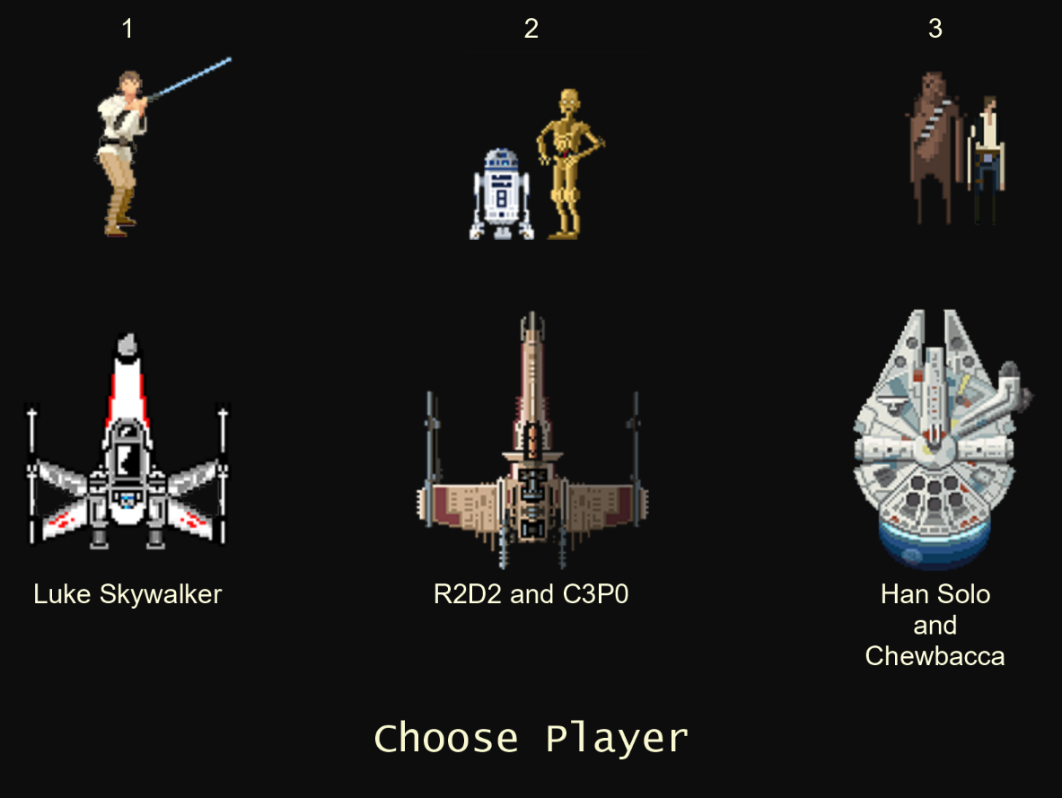 1
2
3
Luke Skywalker
R2D2 and C3P0
Han Solo
and
Chewbacca
Choose Player